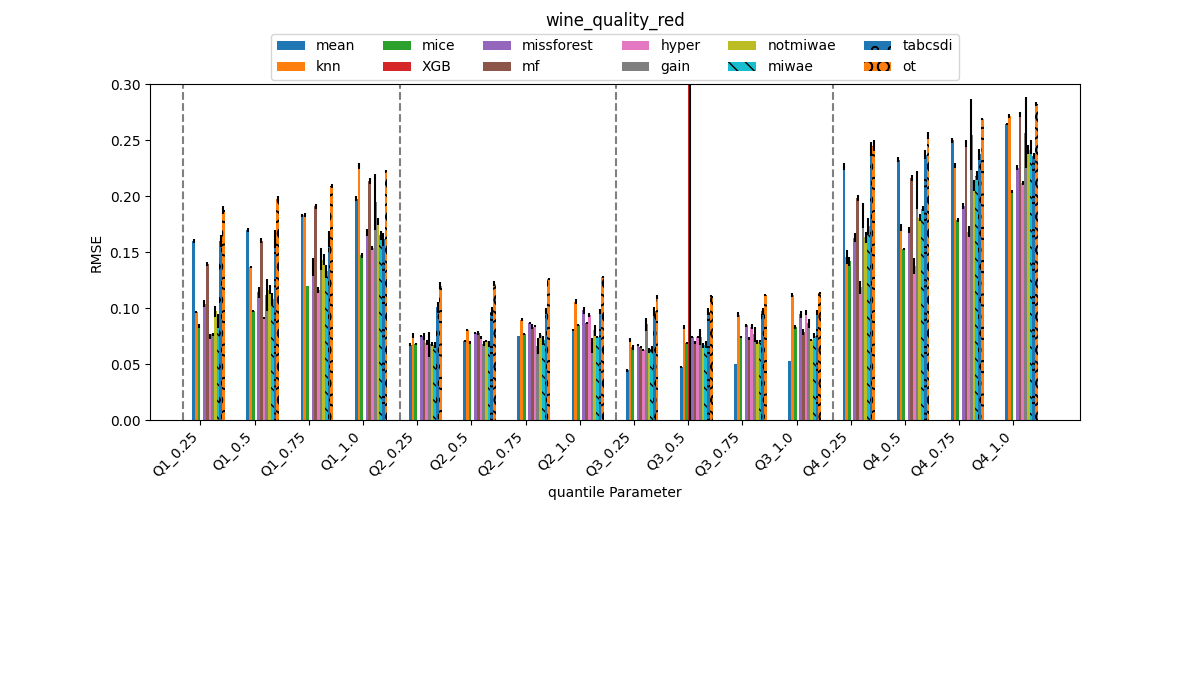 wine_quality_red
mean mice missforest hyper notmiwae tabcsdi
knn XGB mf gain miwae ot
0.30
0.25
0.20
0.15
0.10
0.05
0.00
RMSE
Q1_0.25 Q1_0.5 Q1_0.75 Q1_1.0 Q2_0.25 Q2_0.5 Q2_0.75 Q2_1.0 Q3_0.25 Q3_0.5 Q3_0.75 Q3_1.0 Q4_0.25 Q4_0.5 Q4_0.75 Q4_1.0
quantile Parameter